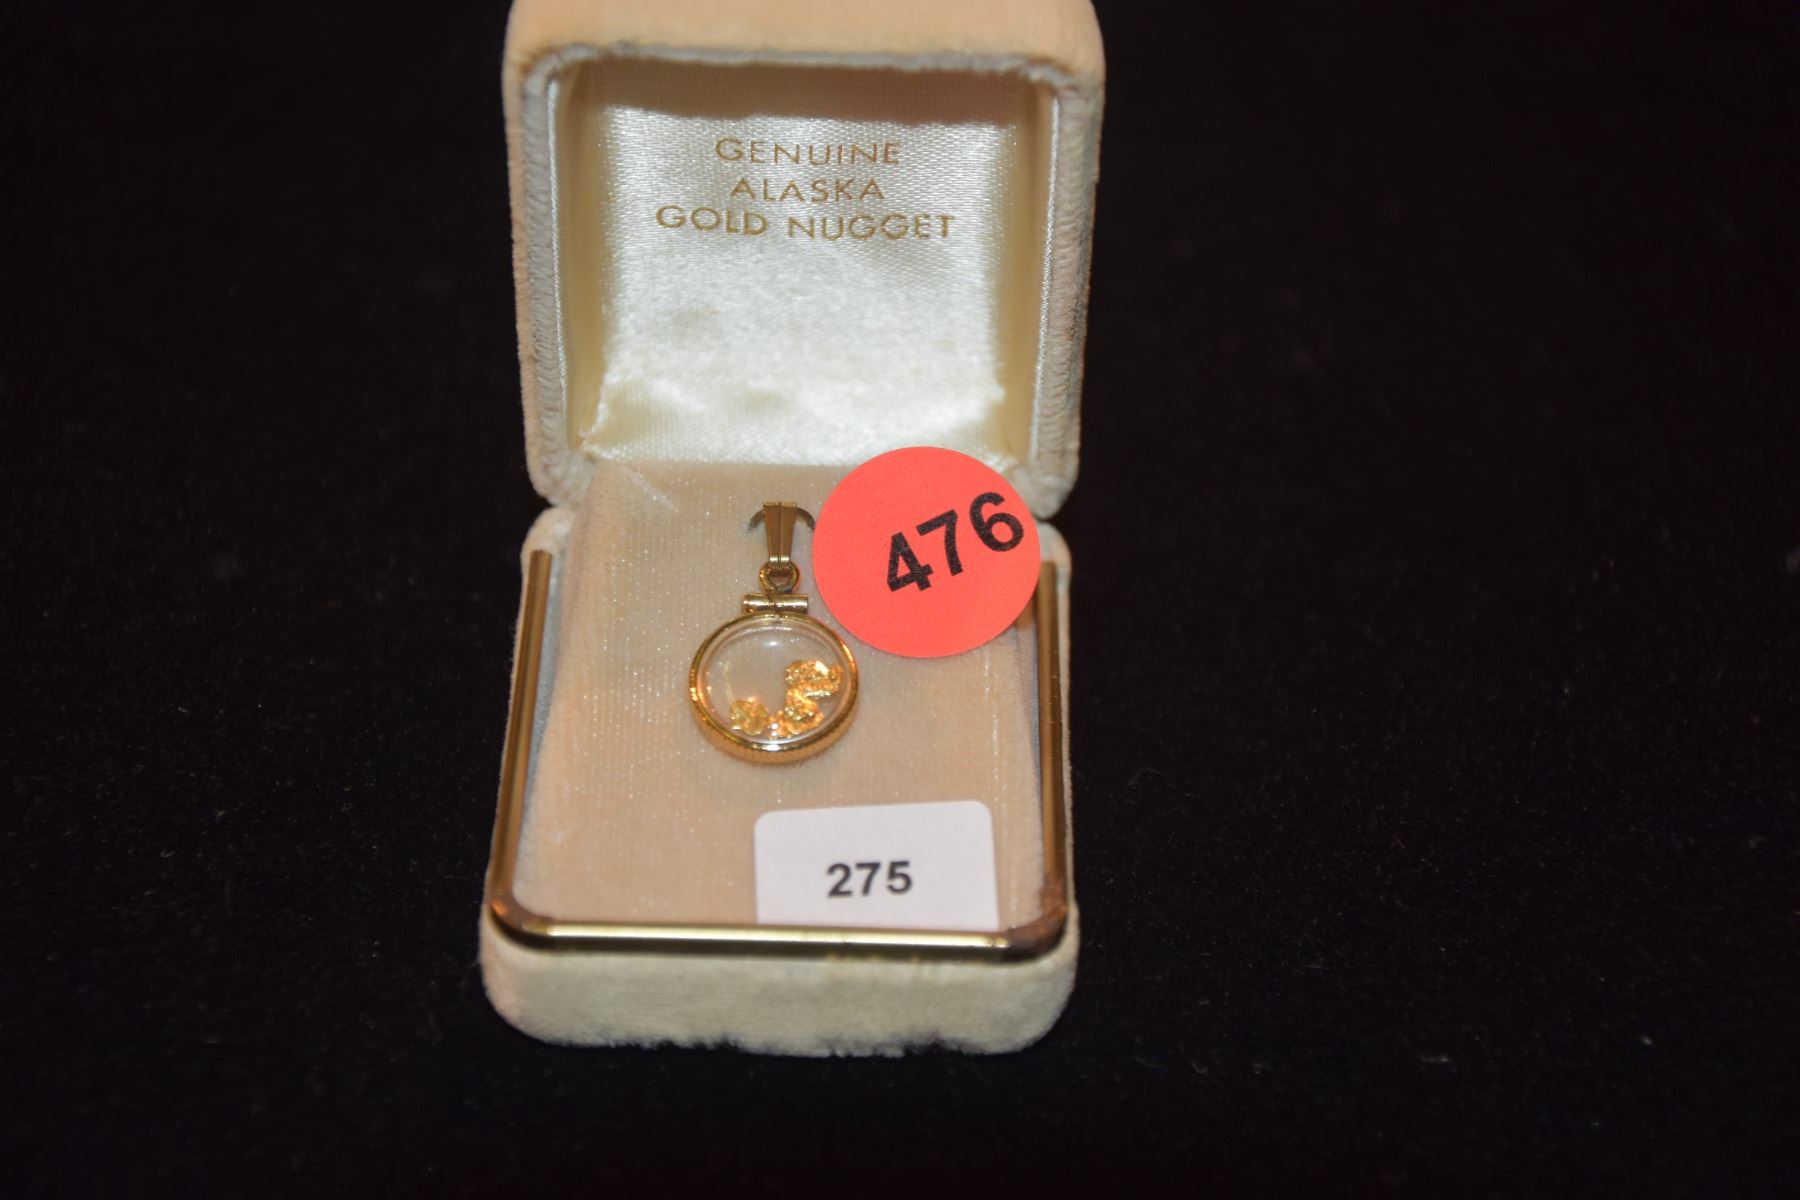 GENUINE
ALASKA
GOLD NUGGET
476
275